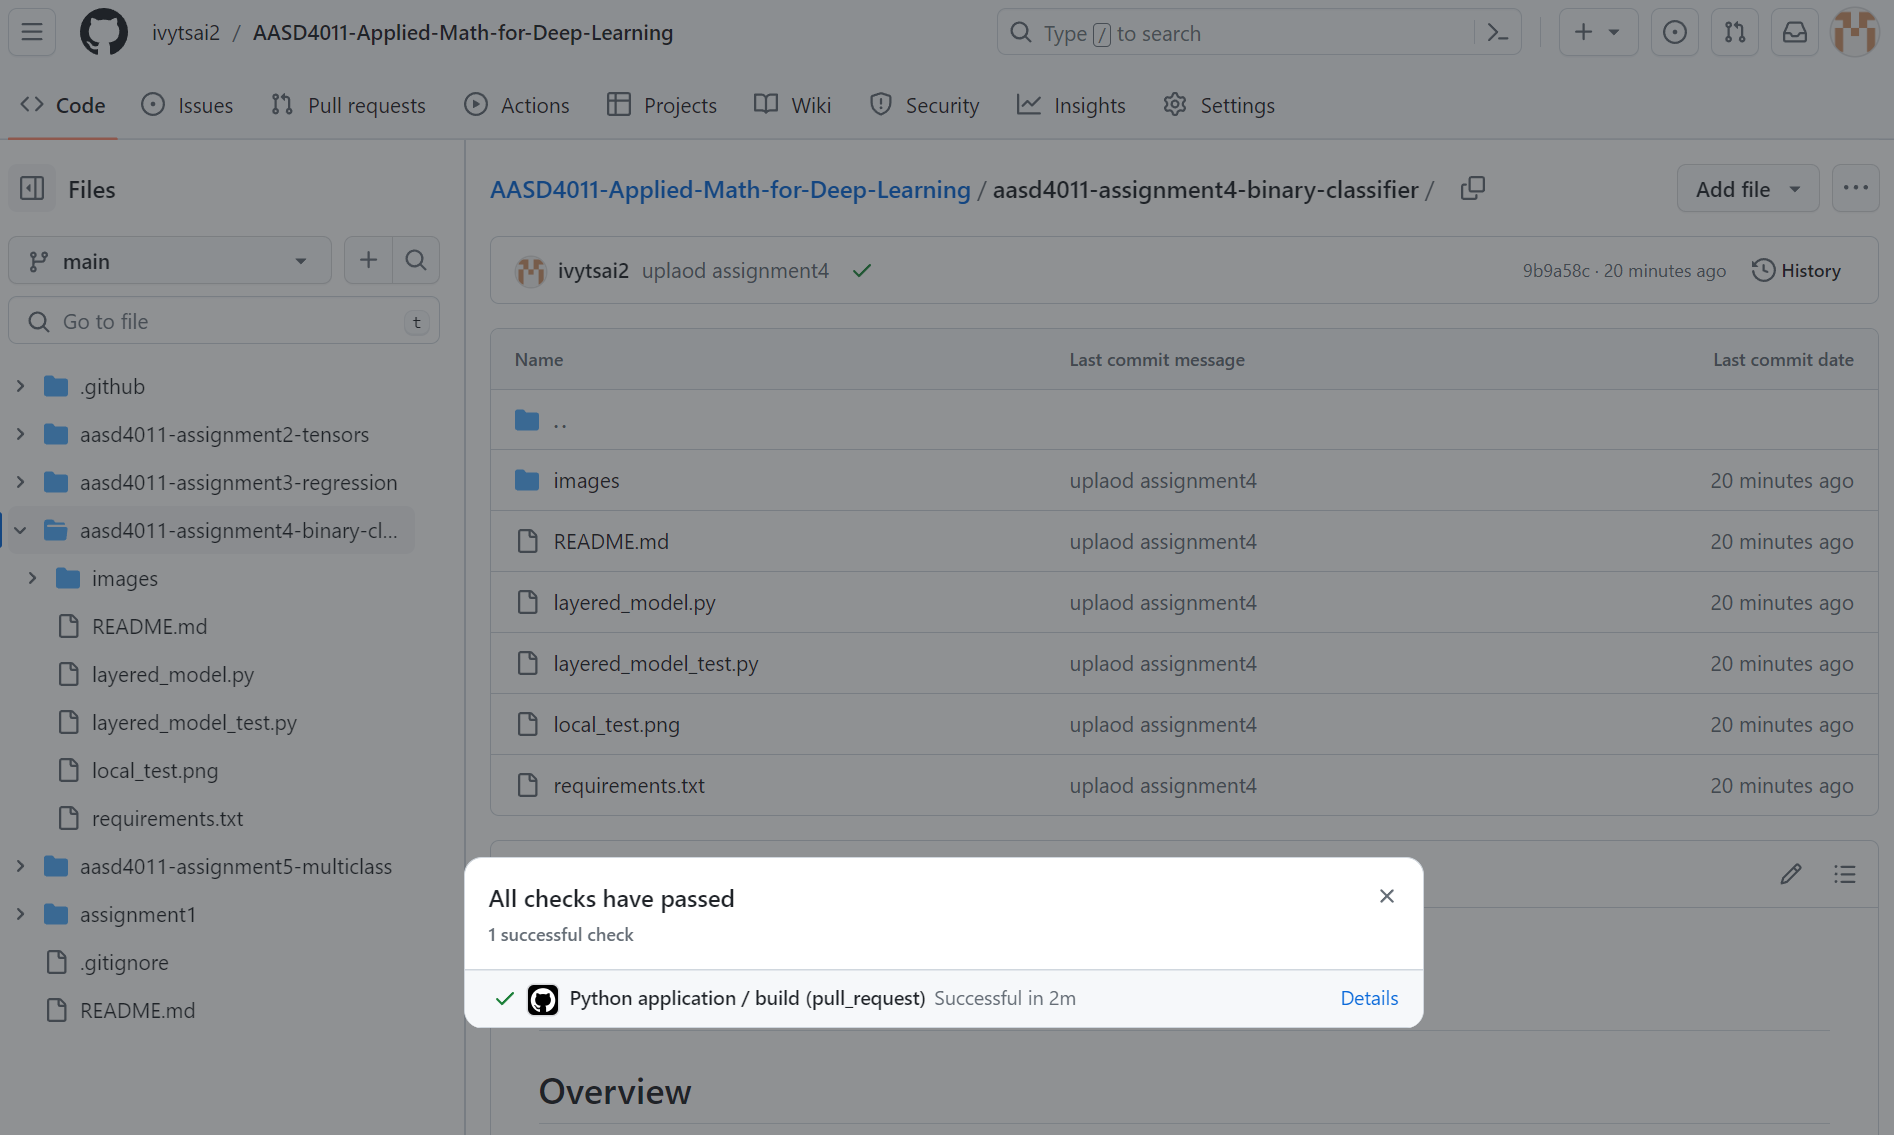 ivytsai2 / AASD4011-Applied-Math-for-Deep-Learning
Type / to search
Code Issues Pull requests Actions Projects Wiki Security Insights Settings
Files
main
Go to file t
.github
aasd4011-assignment2-tensors
aasd4011-assignment3-regression
aasd4011-assignment4-binary-cl...
images
README.md
layered_model.py
layered_model_test.py
local_test.png
requirements.txt
aasd4011-assignment5-multiclass
assignment1
.gitignore
README.md
AASD4011-Applied-Math-for-Deep-Learning / aasd4011-assignment4-binary-classifier /
Add file
ivytsai2 uplaod assignment4
9b9a58c · 20 minutes ago
History
Name Last commit message Last commit date
..
images uplaod assignment4 20 minutes ago
README.md uplaod assignment4 20 minutes ago
layered_model.py uplaod assignment4 20 minutes ago
layered_model_test.py uplaod assignment4 20 minutes ago
local_test.png uplaod assignment4 20 minutes ago
requirements.txt uplaod assignment4 20 minutes ago
All checks have passed
1 successful check
Python application / build (pull_request) Successful in 2m Details
Overview